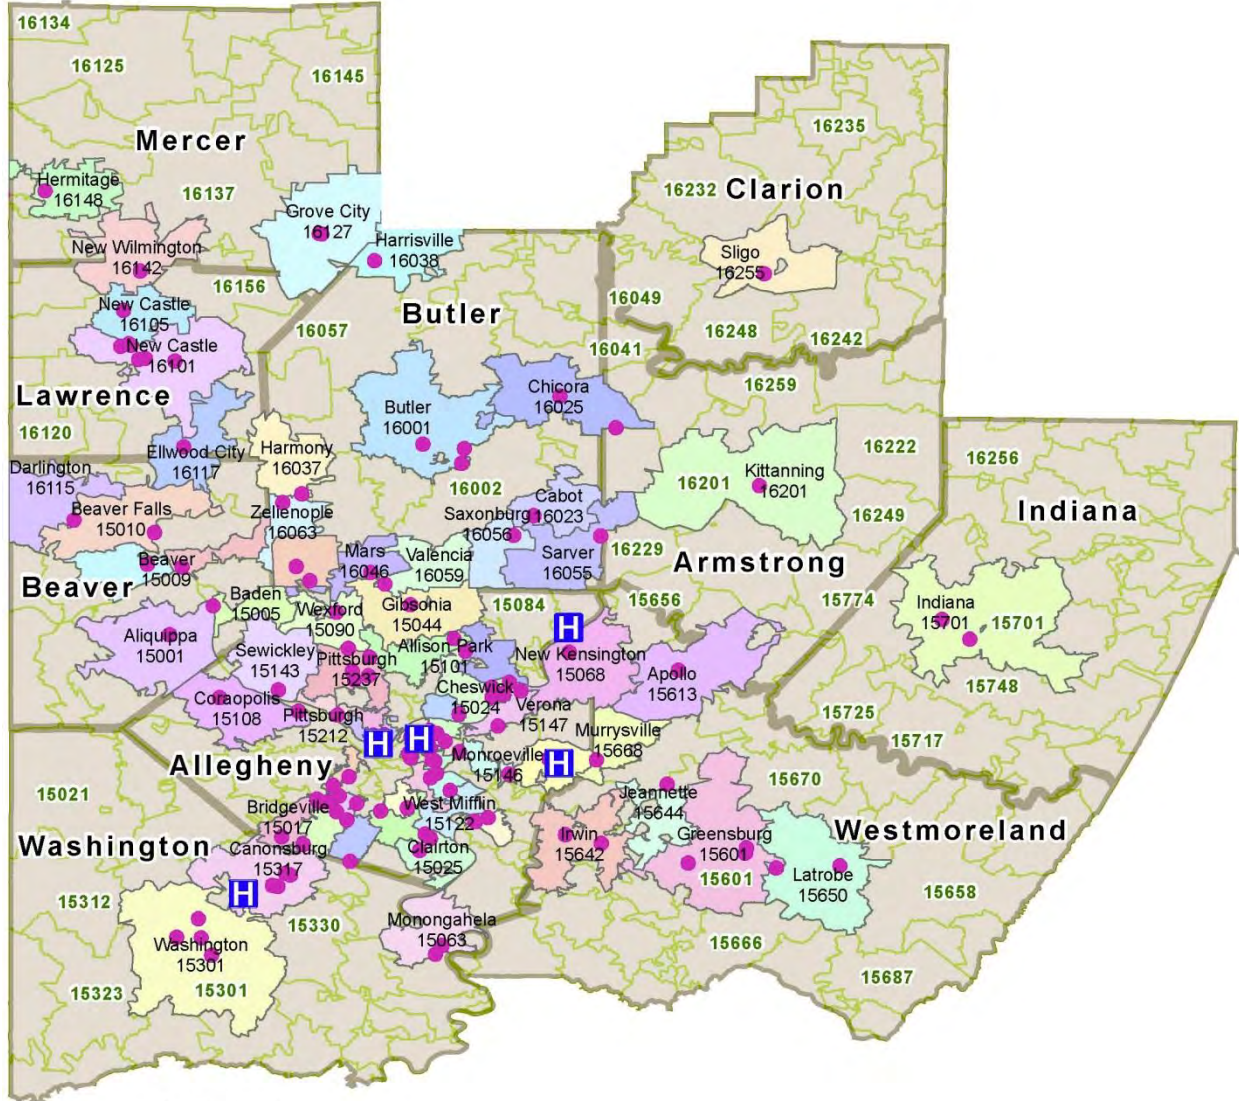 16134
16125
16145
Mercer
16235
Hermitage
16148
16137
16232
Clarion
Grove City
16127
Harrisville
16038
New Wilmington
16142
Sligo
16255
16156
16049
New Castle
16105
Butler
16057
16248
16242
New Castle
16101
16041
16259
Lawrence
Chicora
16025
Butler
16001
16120
Ellwood City
16117
Harmony
16037
16222
16256
Darlington
16115
16002
16201
Kittanning
16201
Beaver Falls
15010
Zelienople
16063
Cabot
16023
Saxonburg
16056
16249
Indiana
Beaver
15009
Mars
16046
Valencia
16059
Sarver
16055
16229
Armstrong
Beaver
Baden
15005
Wexford
15090
Gibsonia
15044
15084
15656
15774
Indiana
15701
15701
Aliquippa
15001
Sewickley
15143
Pittsburgh
15237
Allison Park
15101
New Kensington
15068
Apollo
15613
15748
Coraopolis
15108
Pittsburgh
15212
Cheswick
15024
Verona
15147
15725
15717
Murrysville
15668
H
H
H
H
Allegheny
Monroeville
15146
15670
15021
Bridgeville
15017
West Mifflin
15122
Jeannette
15644
Washington
Canonsburg
15317
Clairton
15025
Irwin
15642
Greensburg
15601
15601
Westmoreland
Latrobe
15650
15658
H
15312
15330
Monongahela
15063
Washington
15301
15301
15666
15323
15687